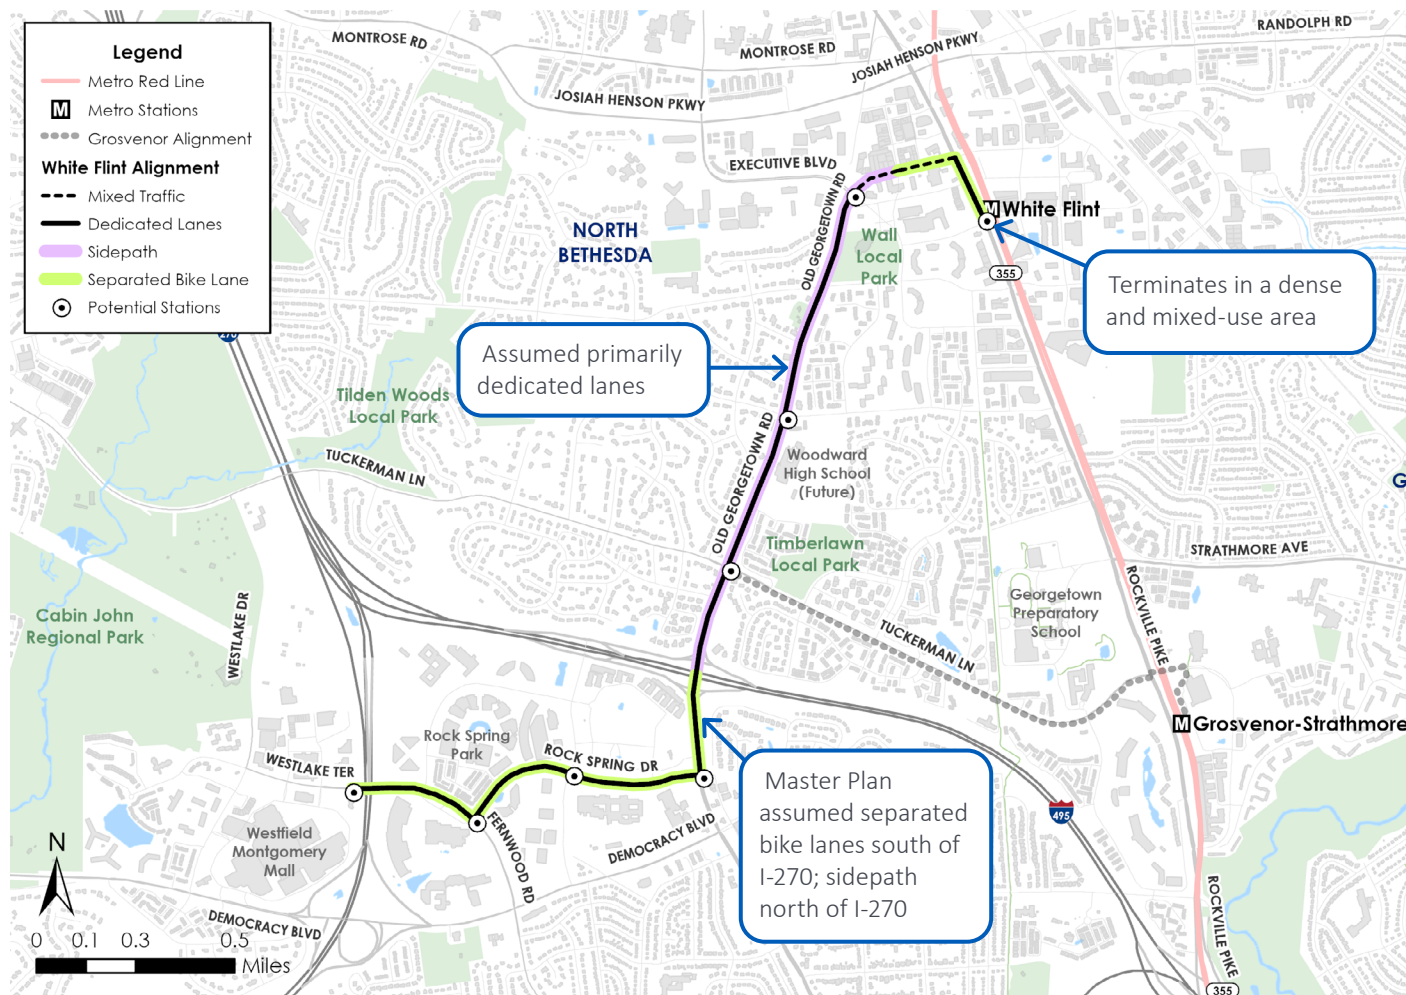 Legend
Metro Red Line
M Metro Stations
Grosvenor Alignment
White Flint Alignment
Mixed Traffic
Dedicated Lanes
Sidepath
Separated Bike Lane
Potential Stations
MONTROSE RD
MONTROSE RD
RANDOLPH RD
JOSIAH HENSON PKWY
JOSIAH HENSON PKWY
EXECUTIVE BLVD
OLD GEORGETOWN RD
M White Flint
NORTH
BETHESDA
Wall
Local
Park
355
Terminates in a dense
and mixed-use area
270
Assumed primarily
dedicated lanes
Tilden Woods
Local Park
TUCKERMAN LN
OLD GEORGETOWN RD
Woodward
High School
(Future)
G
Timberlawn
Local Park
STRATHMORE AVE
Cabin John
Regional Park
WESTLAKE DR
Georgetown
Preparatory
School
ROCKVILLE PIKE
TUCKERMAN LN
M Grosvenor-Strathmore
Rock Spring
Park
ROCK SPRING DR
WESTLAKE TER
Master Plan
assumed separated
bike lanes south of
I-270; sidepath
north of I-270
495
Westfield
Montgomery
Mall
FERNWOOD RD
DEMOCRACY BLVD
DEMOCRACY BLVD
ROCKVILLE PIKE
355
N
0 0.1 0.3 0.5
Miles